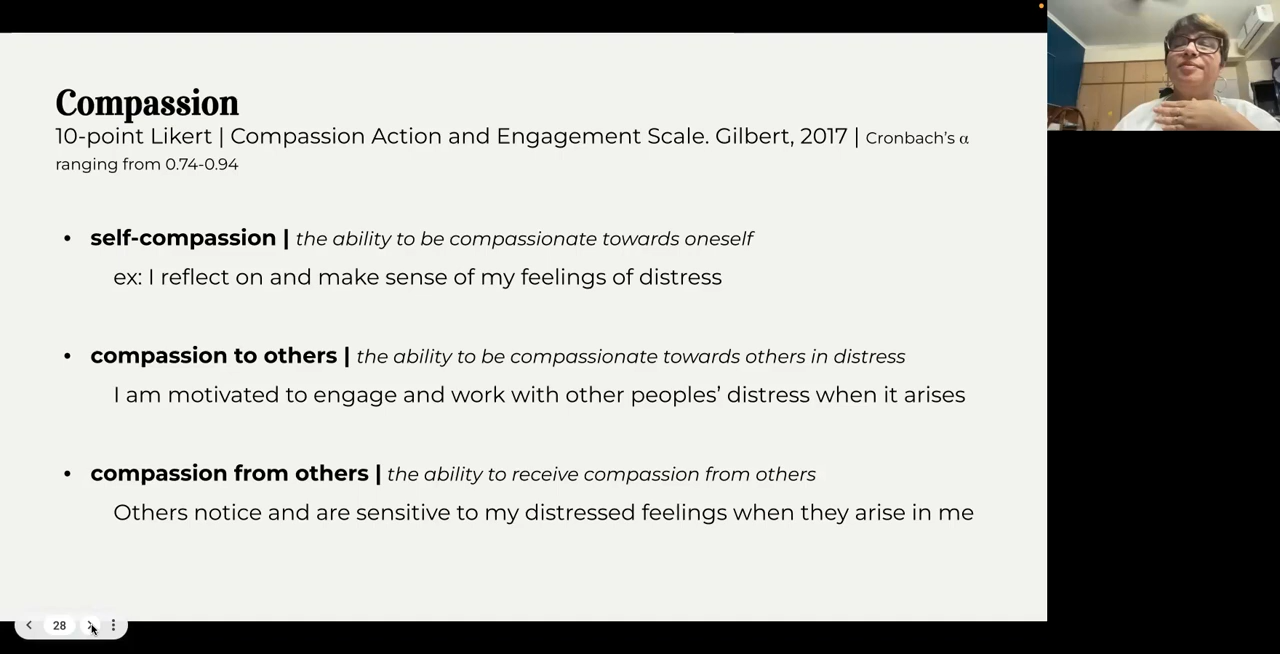 Compassion
10-point Likert | Compassion Action and Engagement Scale. Gilbert, 2017 | Cronbach's α
ranging from 0.74-0.94
• self-compassion | the ability to be compassionate towards oneself
ex: I reflect on and make sense of my feelings of distress
• compassion to others | the ability to be compassionate towards others in distress
I am motivated to engage and work with other peoples’ distress when it arises
• compassion from others | the ability to receive compassion from others
Others notice and are sensitive to my distressed feelings when they arise in me
28